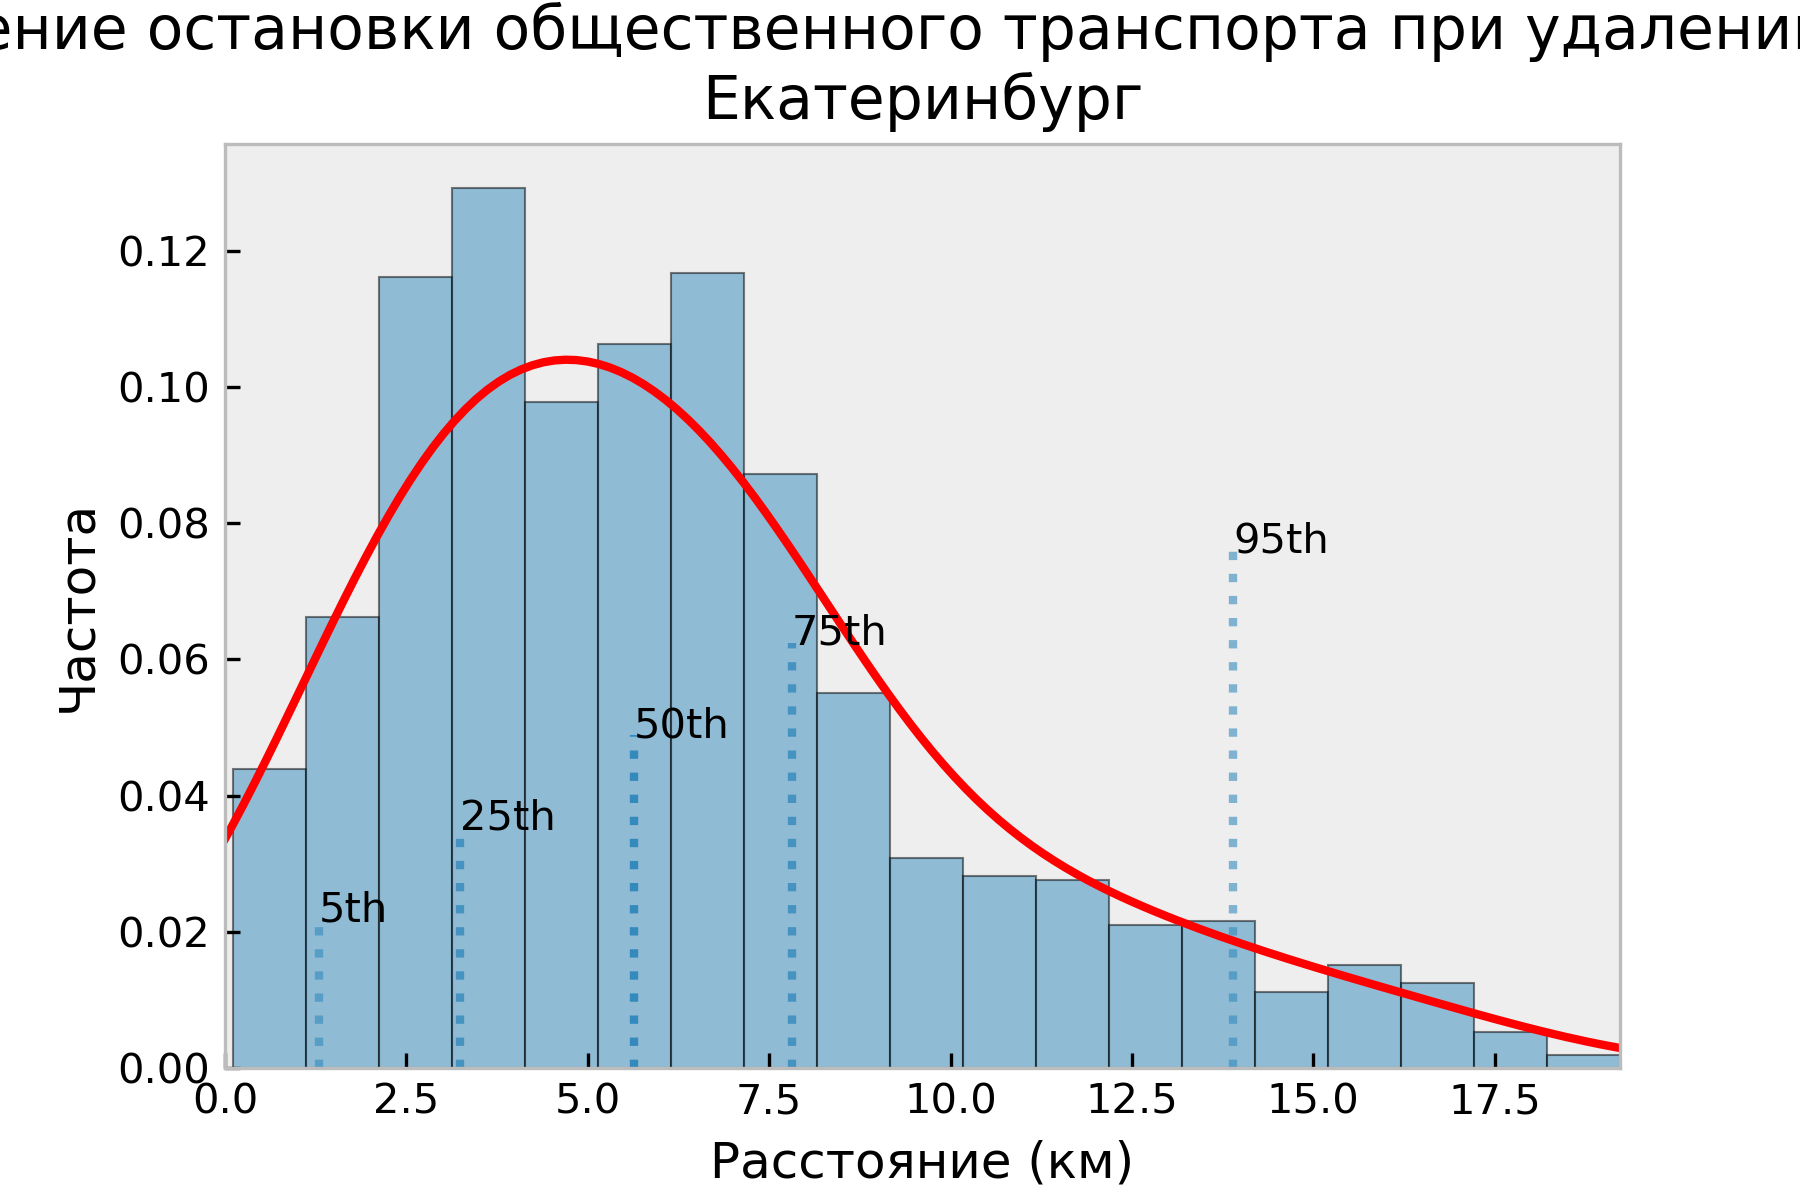 остановки общественного транспорта при
Екатеринбург
0.12
0.10
0.08
0.06
0.04
0.02
0.00
Частота
95th
75th
50th
25th
5th
0.0 2.5 5.0 7.5 10.0 12.5 15.0 17.5
Расстояние (км)